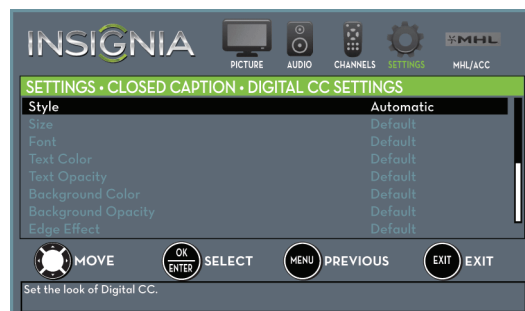 INSIGNIA
PICTURE AUDIO CHANNELS SETTINGS MHL MHL/ACC
SETTINGS • CLOSED CAPTION • DIGITAL CC SETTINGS
Style Automatic
Size Default
Font Default
Text Color Default
Text Opacity Default
Background Color Default
Background Opacity Default
Edge Effect Default
MOVE OK ENTER SELECT MENU PREVIOUS EXIT EXIT
Set the look of Digital CC.